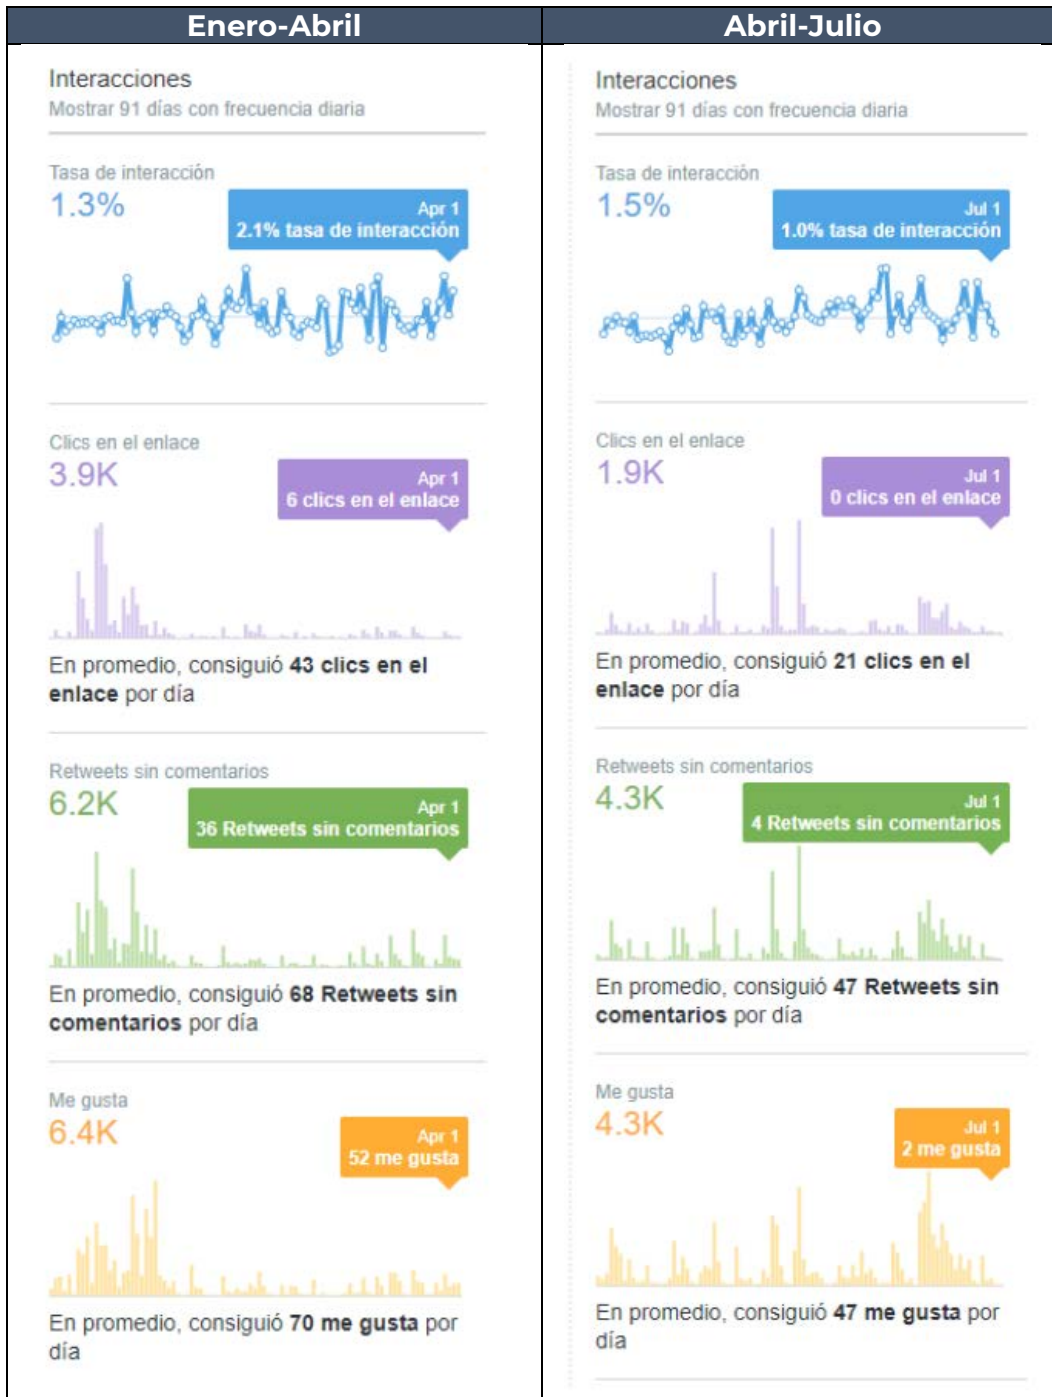 Enero-Abril
Interacciones
Mostrar 91 días con frecuencia diaria
Tasa de interacción
1.3%
Apr 1
2.1% tasa de interacción
Clics en el enlace
3.9K
Apr 1
6 clics en el enlace
En promedio, consiguió 43 clics en el
enlace por día
Retweets sin comentarios
6.2K
Apr 1
36 Retweets sin comentarios
En promedio, consiguió 68 Retweets sin
comentarios por día
Me gusta
6.4K
Apr 1
52 me gusta
En promedio, consiguió 70 me gusta por
día
Abril-Julio
Interacciones
Mostrar 91 días con frecuencia diaria
Tasa de interacción
1.5%
Jul 1
1.0% tasa de interacción
Clics en el enlace
1.9K
Jul 1
0 clics en el enlace
En promedio, consiguió 21 clics en el
enlace por día
Retweets sin comentarios
4.3K
Jul 1
4 Retweets sin comentarios
En promedio, consiguió 47 Retweets sin
comentarios por día
Me gusta
4.3K
Jul 1
2 me gusta
En promedio, consiguió 47 me gusta por
día